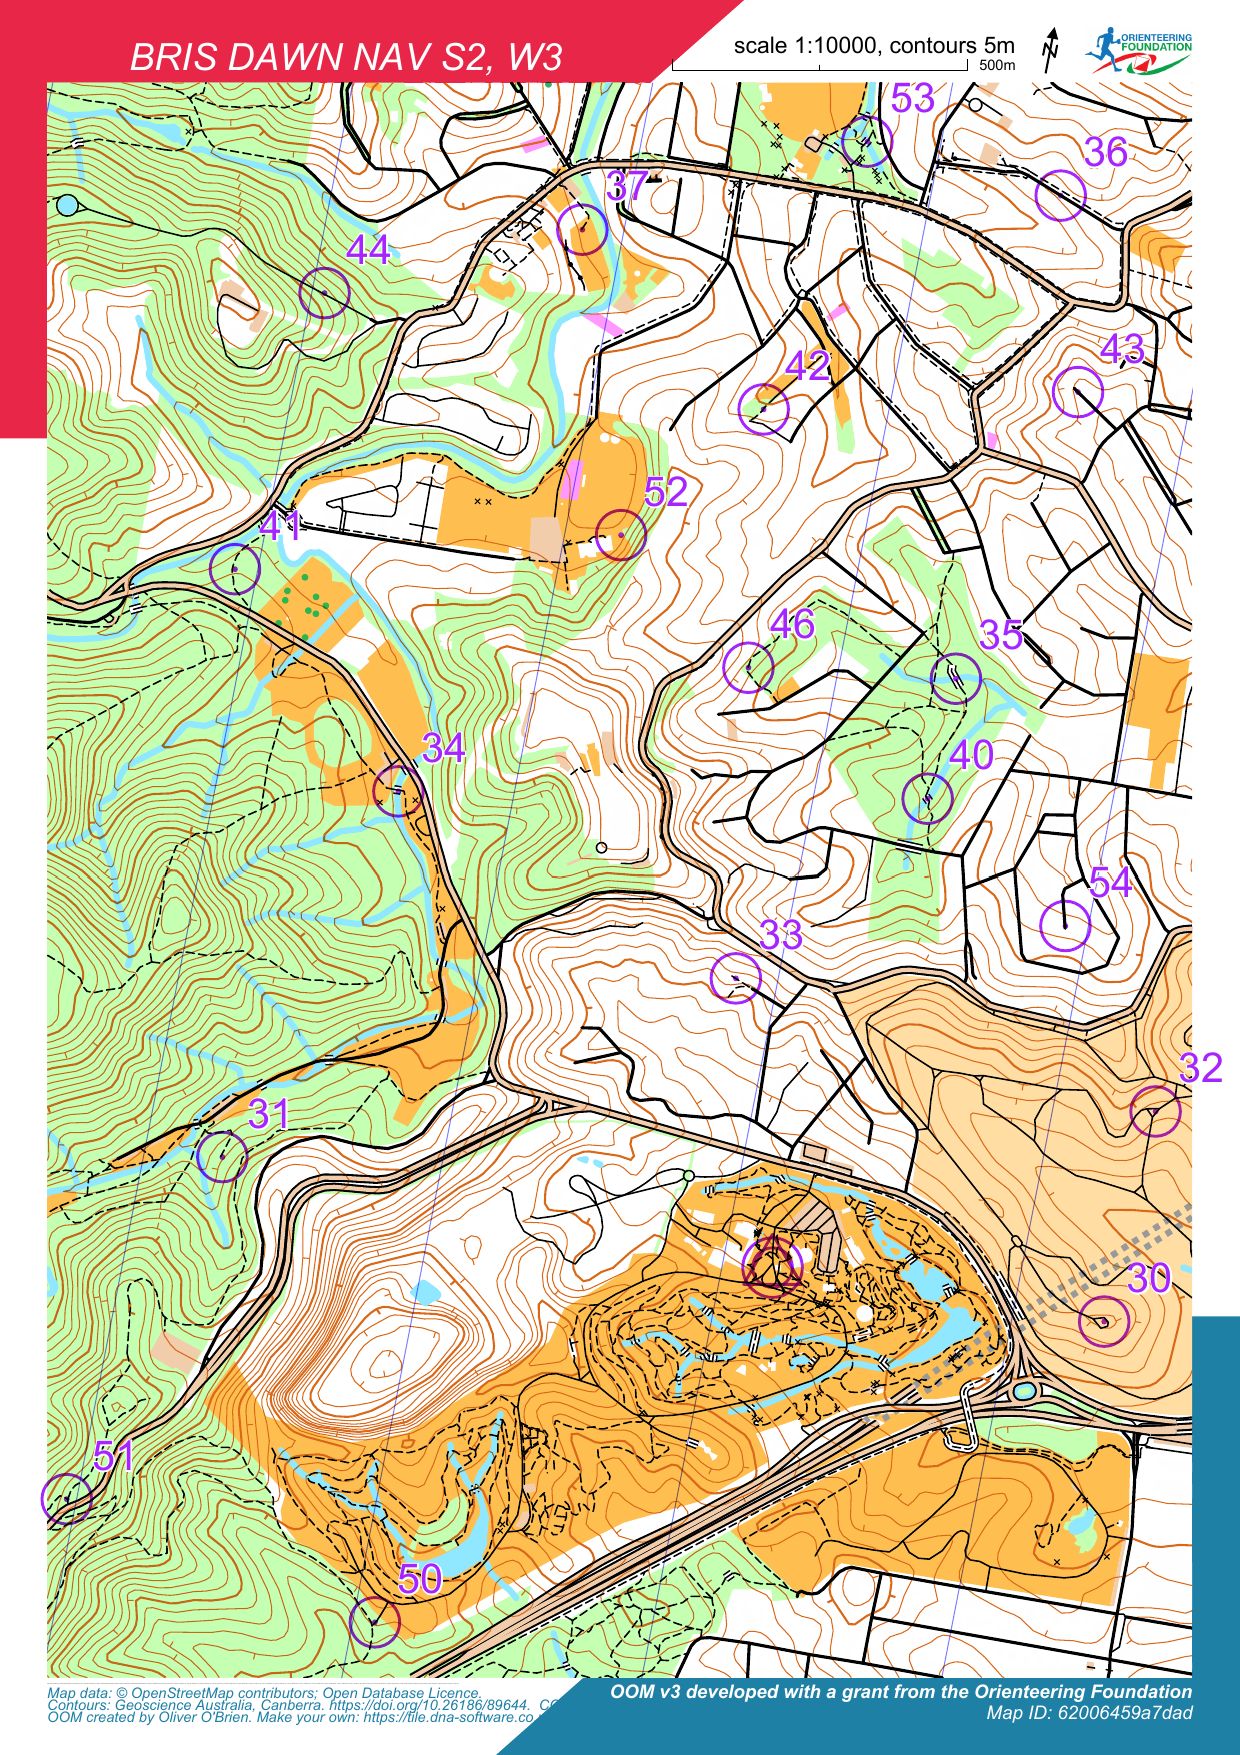 BRIS DAWN NAV S2, W3
scale 1:10000, contours 5m
500m
N
ORIENTEERING
FOUNDATION
53
36
37
44
43
42
52
41
46
35
34
40
54
33
32
31
30
51
50
Map data: © OpenStreetMap contributors; Open Database Licence.
Contours: Geoscience Australia, Canberra. https://doi.org/10.26186/89644. CC
OOM created by Oliver O'Brien. Make your own: https://tile.dna-software.co.
OOM v3 developed with a grant from the Orienteering Foundation
Map ID: 62006459a7dad